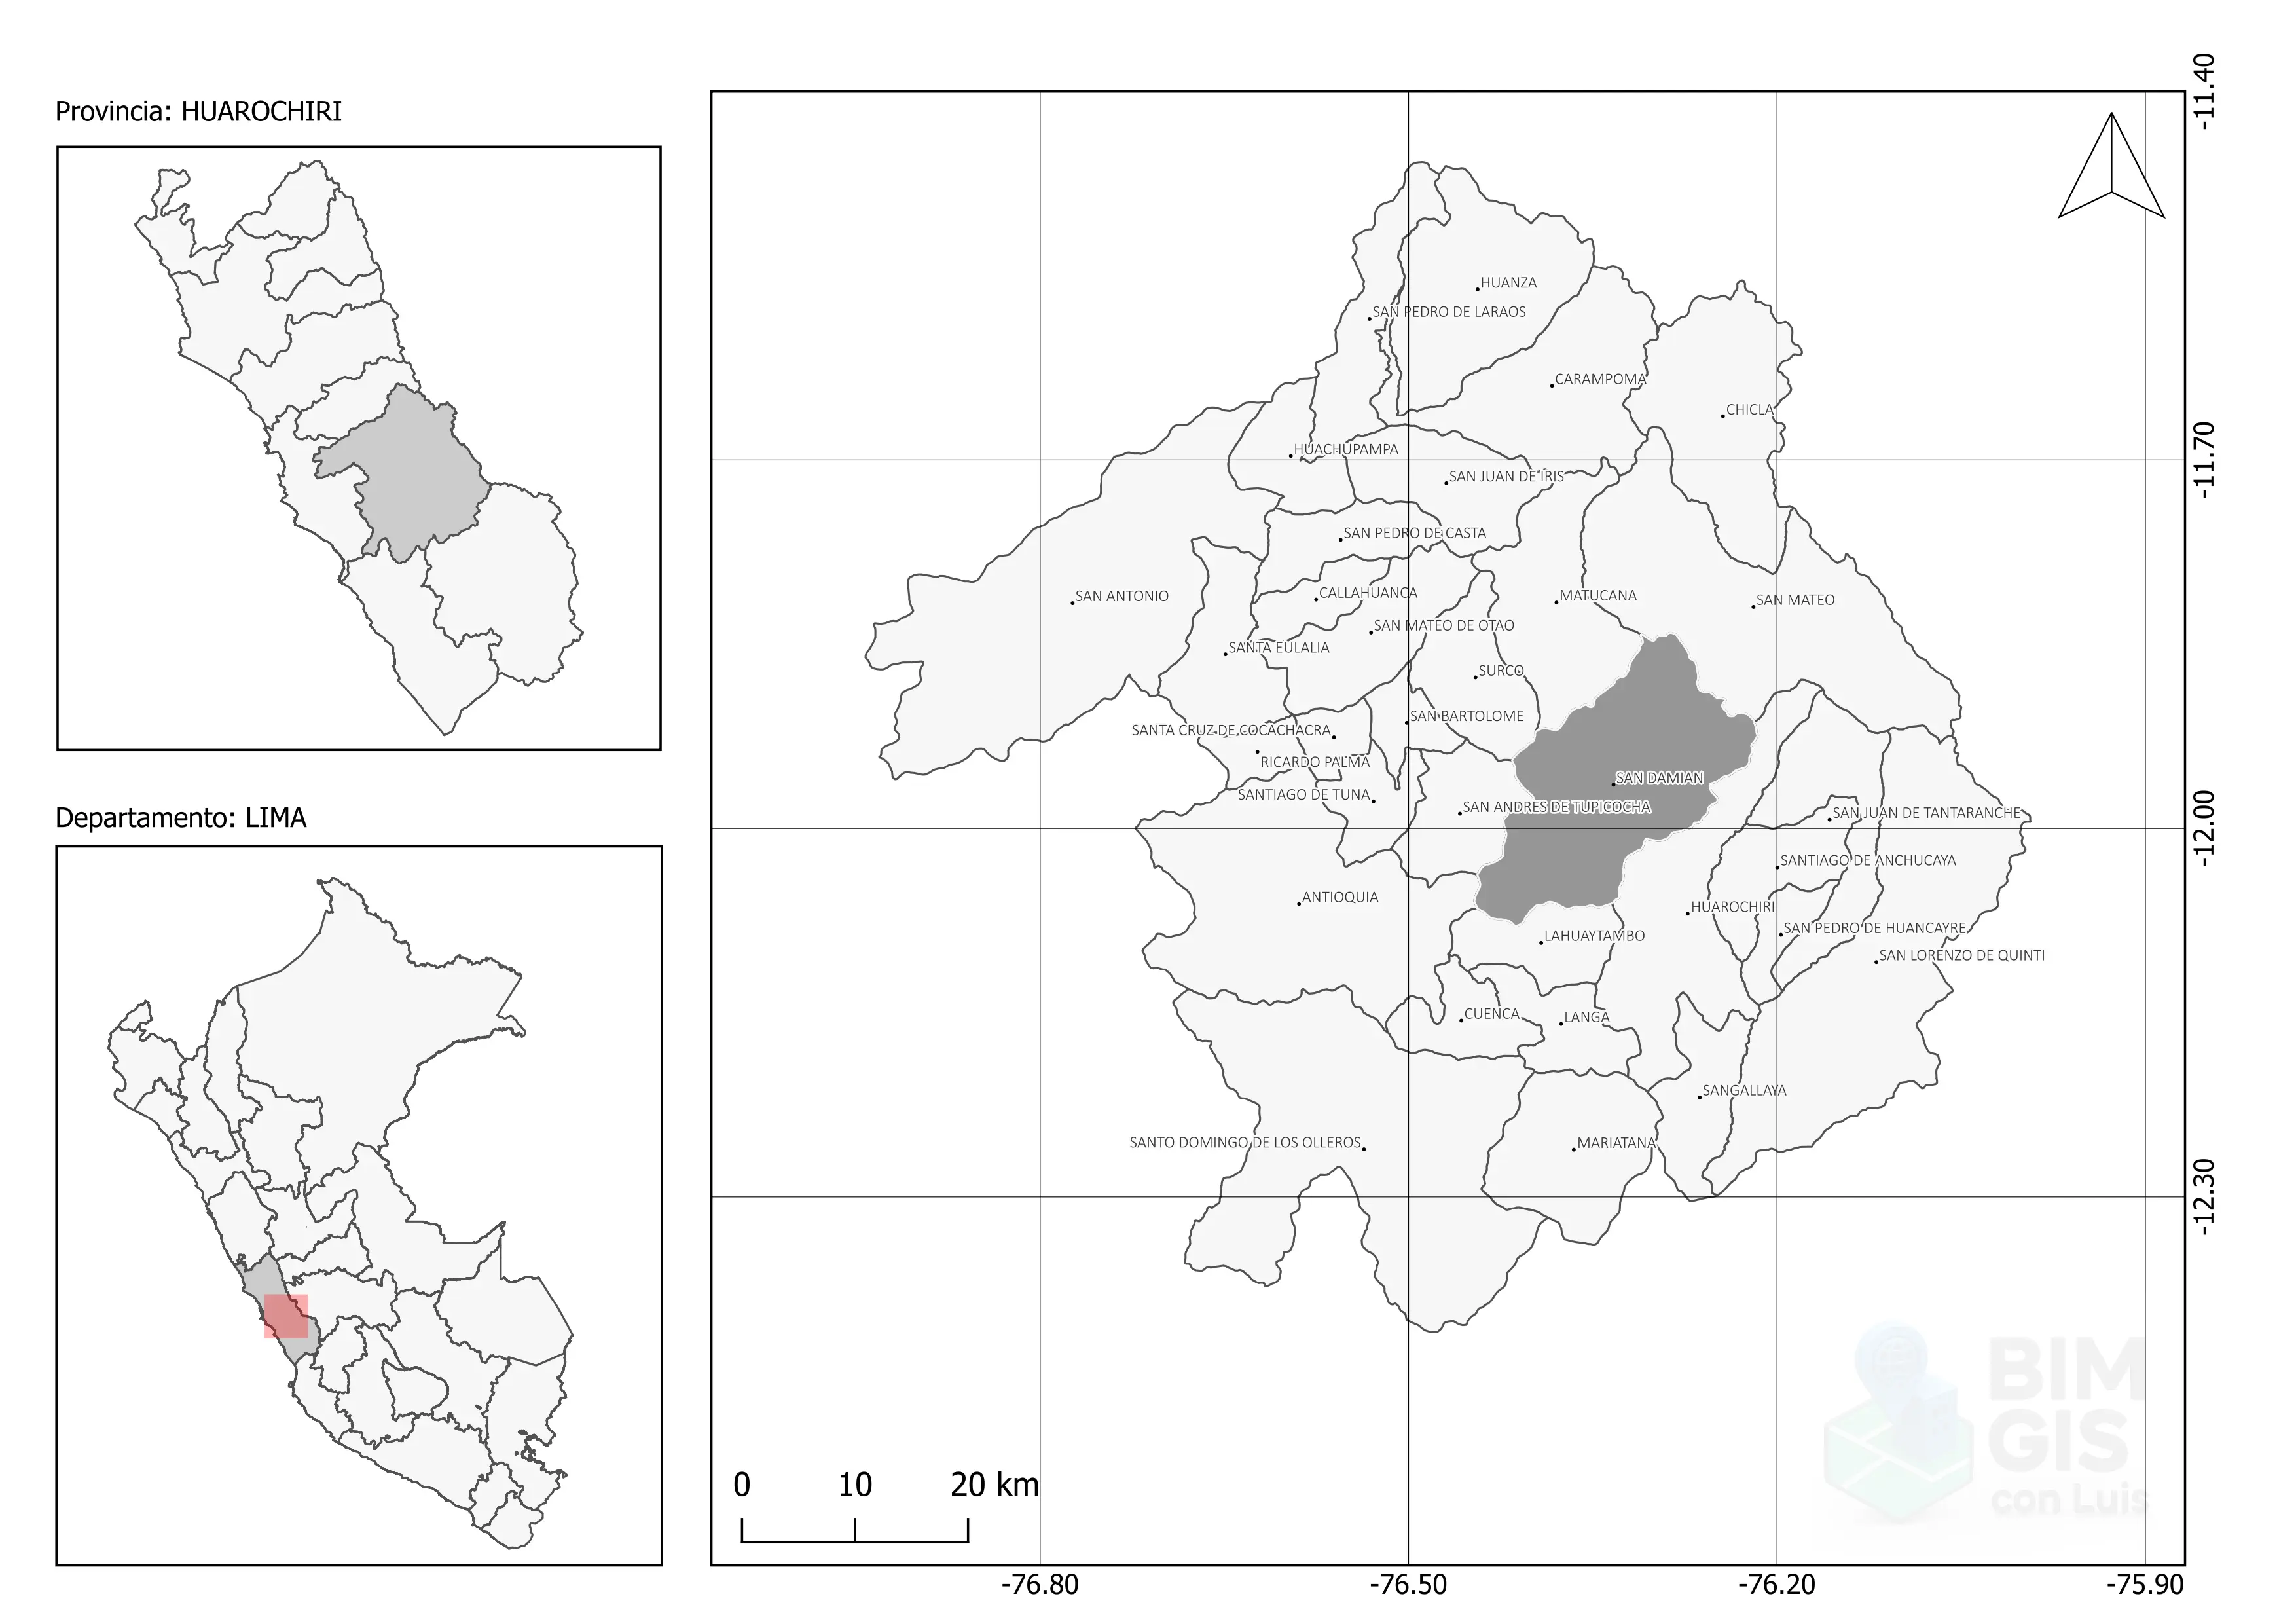 Provincia: HUAROCHIRI
Departamento: LIMA
HUANZA
SAN PEDRO DE LARAOS
CARAMPOMA
CHICLA
HUACHUPAMPA
SAN JUAN DE IRIS
SAN PEDRO DE CASTA
SAN ANTONIO
CALLAHUANCA
MATUCANA
SAN MATEO
SAN MATEO DE OTAO
SANTA EULALIA
SURCO
SAN BARTOLOME
SANTA CRUZ DE COCACHACRA
RICARDO PALMA
SAN DAMIAN
SANTIAGO DE TUNA
SAN ANDRES DE TUPICOCHA
SAN JUAN DE TANTARANCHE
SANTIAGO DE ANCHUCAYA
ANTIOQUIA
HUAROCHIRI
SAN PEDRO DE HUANCAYRE
LAHUAYTAMBO
SAN LORENZO DE QUINTI
CUENCA
LANGA
SANGALLAYA
SANTO DOMINGO DE LOS OLLEROS
MARIATANA
-11.40
-11.70
-12.00
-12.30
BIM
GIS
con Luis
0 10 20 km
-76.80 -76.50 -76.20 -75.90